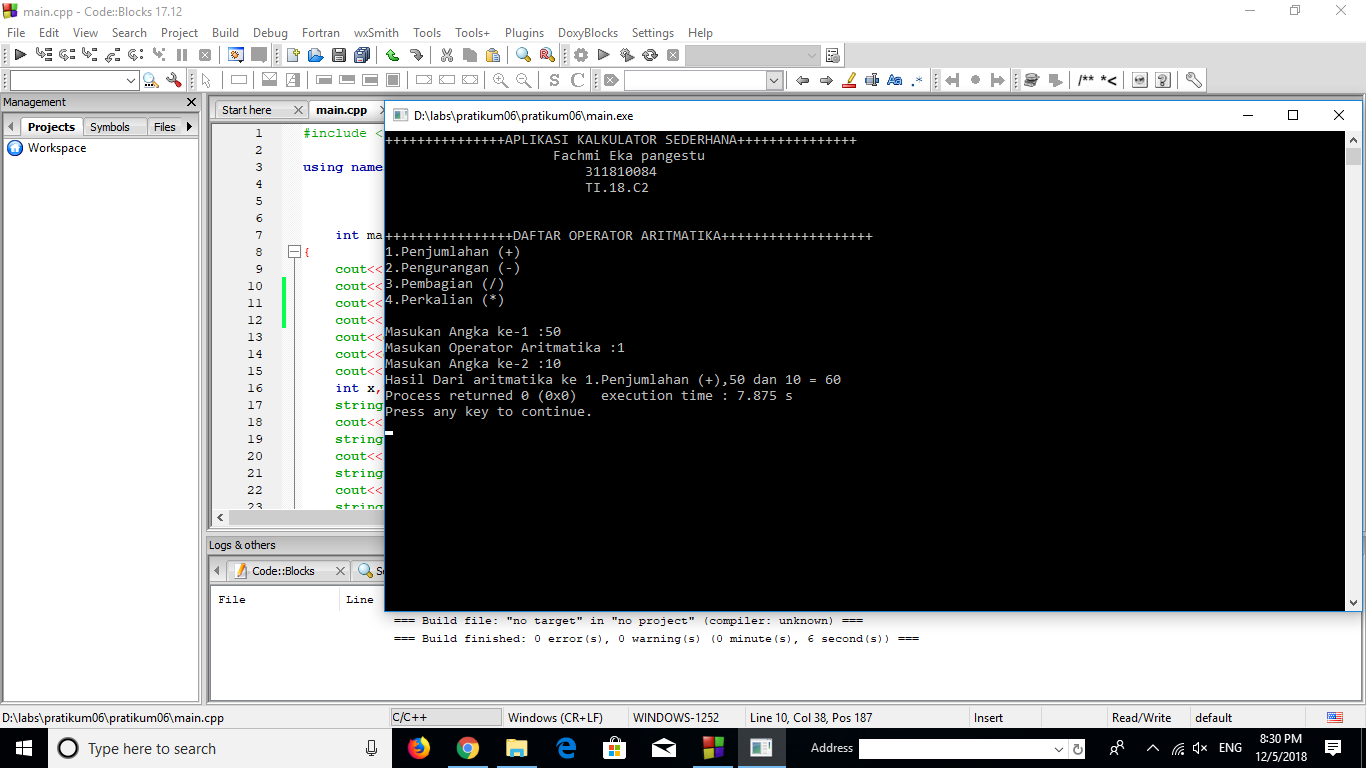 main.cpp - Code::Blocks 17.12
File Edit View Search Project Build Debug Fortran wxSmith Tools Tools+ Plugins DoxyBlocks Settings Help
S C /** *<
Management
Projects Symbols Files
Workspace
Start here main.cpp
1 #include <
2
3 using name
4
5
6
7 int ma
8 {
9 cout<<
10 cout<<
11 cout<<
12 cout<<
13 cout<<
14 cout<<
15 cout<<
16 int x,
17 string
18 cout<<
19 string
20 cout<<
21 string
22 cout<<
23 string
D:\labs\pratikum06\pratikum06\main.exe
+++++++++++++++APLIKASI KALKULATOR SEDERHANA+++++++++++++++
Fachmi Eka pangestu
311810084
TI.18.C2
++++++++++++++++DAFTAR OPERATOR ARITMATIKA+++++++++++++++++++
1.Penjumlahan (+)
2.Pengurangan (-)
3.Pembagian (/)
4.Perkalian (*)
Masukan Angka ke-1 :50
Masukan Operator Aritmatika :1
Masukan Angka ke-2 :10
Hasil Dari aritmatika ke 1.Penjumlahan (+),50 dan 10 = 60
Process returned 0 (0x0) execution time : 7.875 s
Press any key to continue.
Logs & others
Code::Blocks
File Line
=== Build file: "no target" in "no project" (compiler: unknown) ===
=== Build finished: 0 error(s), 0 warning(s) (0 minute(s), 6 second(s)) ===
D:\labs\pratikum06\pratikum06\main.cpp C/C++ Windows (CR+LF) WINDOWS-1252 Line 10, Col 38, Pos 187 Insert Read/Write default
Type here to search Address ENG 8:30 PM
12/5/2018